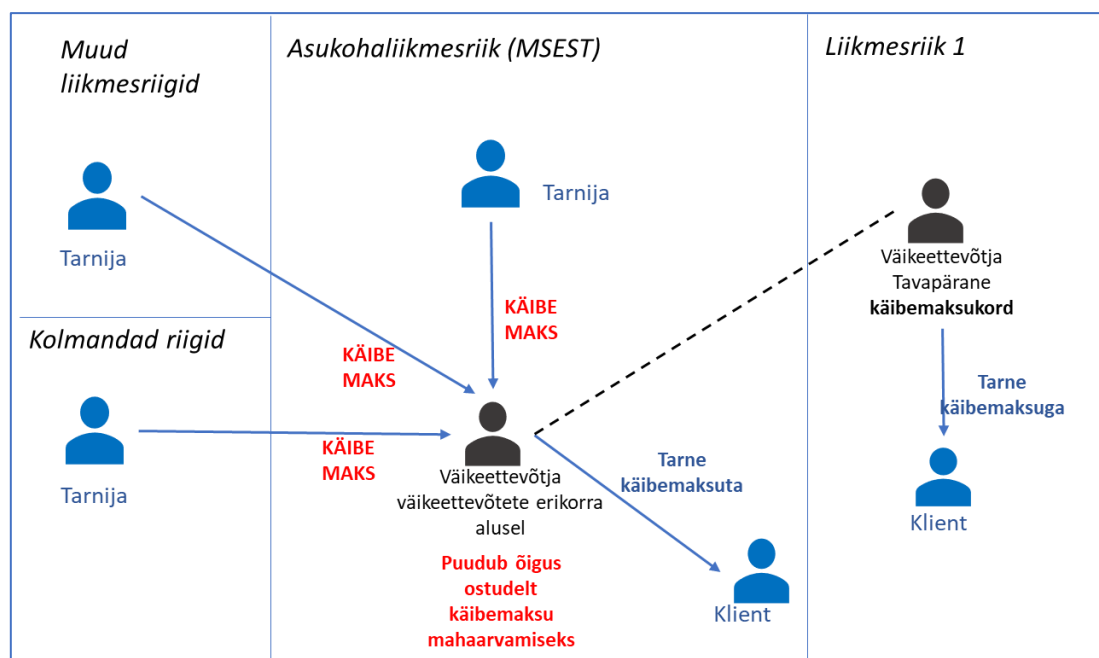 Muud
liikmesriigid
Tarnija
Kolmandad riigid
Tarnija
Asukohaliikmesriik (MSEST)
Tarnija
KÄIBE
MAKS
KÄIBE
MAKS
KÄIBE
MAKS
Väikeettevõtja
väikeettevõtete erikorra
alusel
Puudub õigus
ostudelt
käibemaksu
mahaarvamiseks
Tarne
käibemaksuta
Klient
Liikmesriik 1
Väikeettevõtja
Tavapärane
käibemaksukord
Tarne
käibemaksuga
Klient